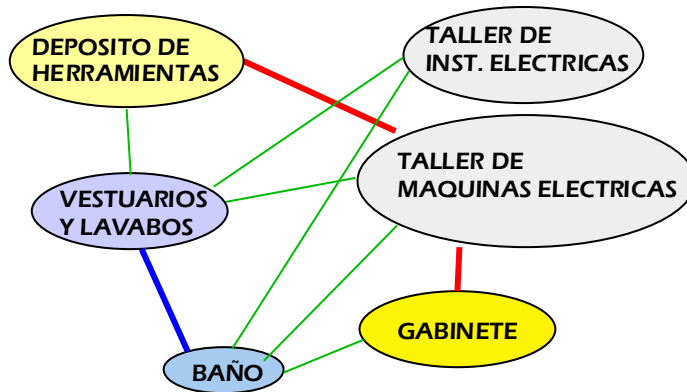 DEPOSITO DE
HERRAMIENTAS
TALLER DE
INST. ELECTRICAS
TALLER DE
MAQUINAS ELECTRICAS
VESTUARIOS
Y LAVABOS
GABINETE
BAÑO